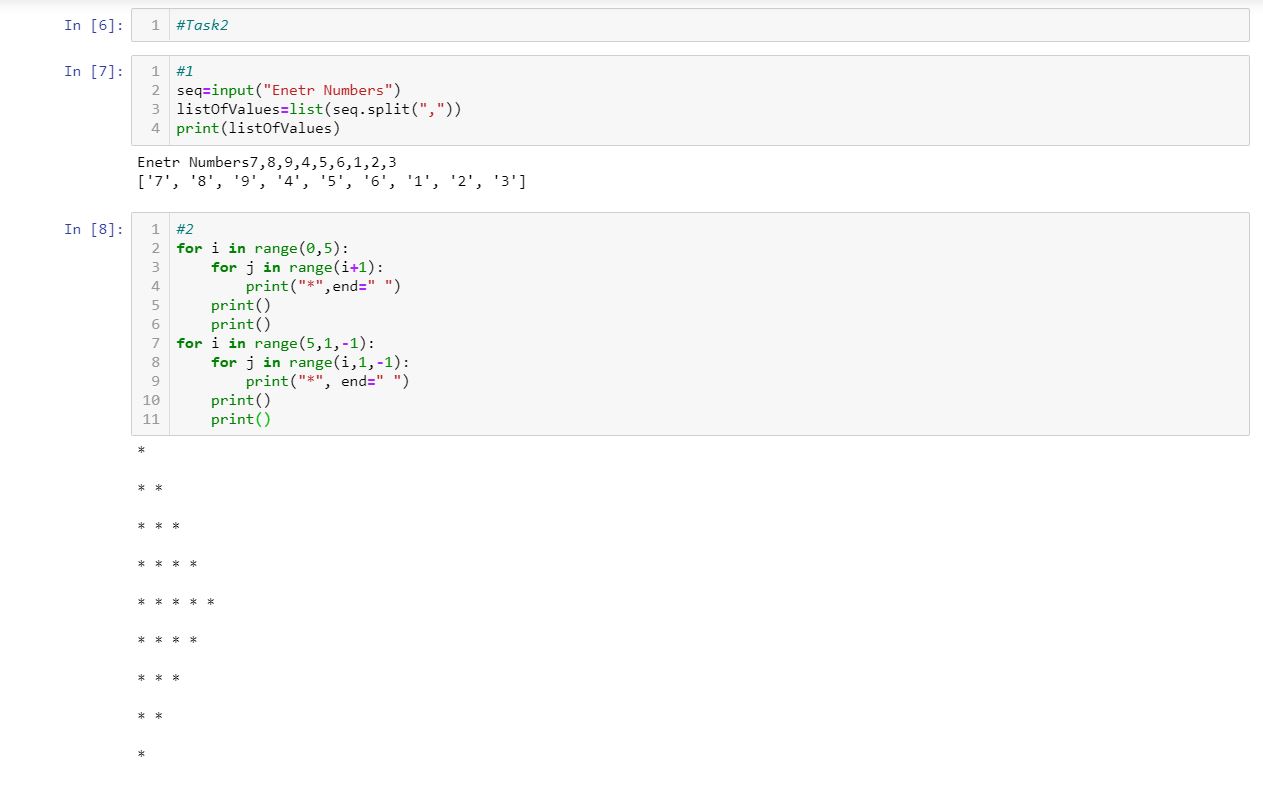 In [6]: 1 #Task2
In [7]: 1 #1
2 seq=input("Enetr Numbers")
3 listOfValues=list(seq.split(","))
4 print(listOfValues)
Enetr Numbers7,8,9,4,5,6,1,2,3
['7', '8', '9', '4', '5', '6', '1', '2', '3']
In [8]: 1 #2
2 for i in range(0,5):
3     for j in range(i+1):
4         print("*",end=" ")
5     print()
6     print()
7 for i in range(5,1,-1):
8     for j in range(i,1,-1):
9         print("*", end=" ")
10     print()
11     print()
*
* *
* * *
* * * *
* * * * *
* * * *
* * *
* *
*